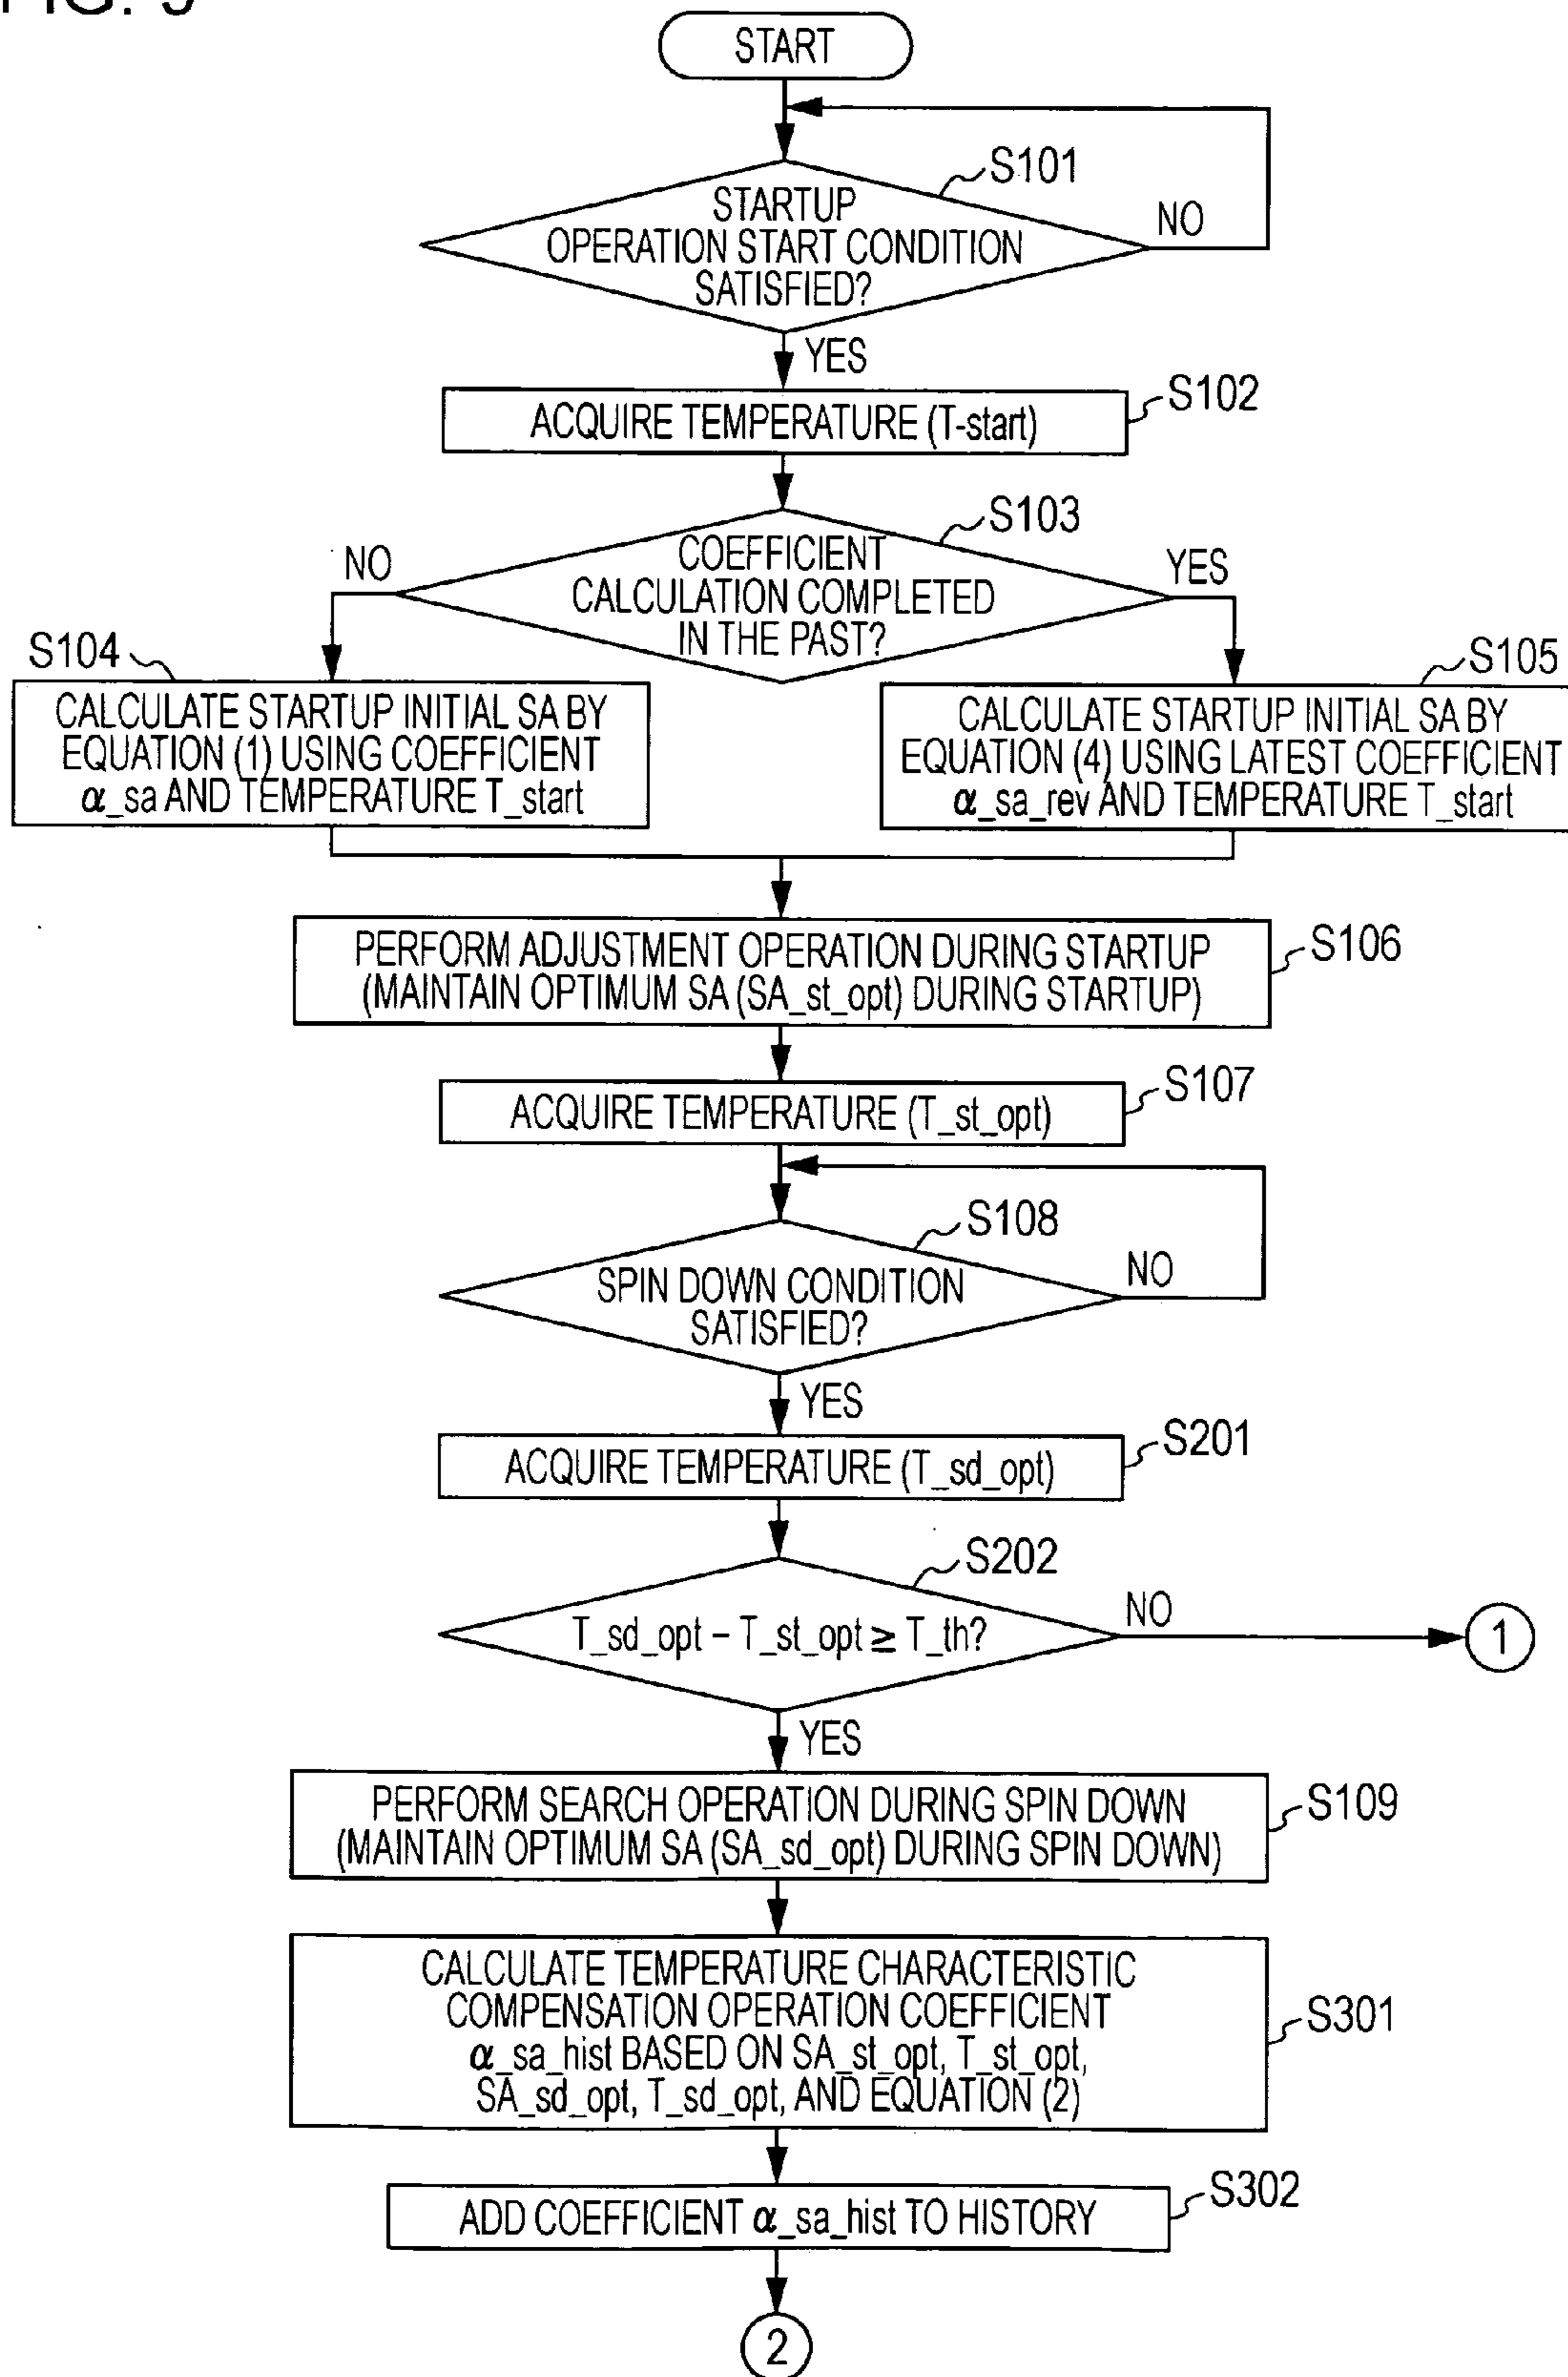 START
S101
STARTUP
OPERATION START CONDITION
SATISFIED?
NO
YES
ACQUIRE TEMPERATURE (T-start)
S102
S103
COEFFICIENT
CALCULATION COMPLETED
IN THE PAST?
NO
YES
S104
CALCULATE STARTUP INITIAL SA BY
EQUATION (1) USING COEFFICIENT
α_sa AND TEMPERATURE T_start
S105
CALCULATE STARTUP INITIAL SA BY
EQUATION (4) USING LATEST COEFFICIENT
α_sa_rev AND TEMPERATURE T_start
PERFORM ADJUSTMENT OPERATION DURING STARTUP
(MAINTAIN OPTIMUM SA (SA_st_opt) DURING STARTUP)
S106
ACQUIRE TEMPERATURE (T_st_opt)
S107
S108
SPIN DOWN CONDITION
SATISFIED?
NO
YES
ACQUIRE TEMPERATURE (T_sd_opt)
S201
S202
T_sd_opt – T_st_opt ≥ T_th?
NO
1
YES
PERFORM SEARCH OPERATION DURING SPIN DOWN
(MAINTAIN OPTIMUM SA (SA_sd_opt) DURING SPIN DOWN)
S109
CALCULATE TEMPERATURE CHARACTERISTIC
COMPENSATION OPERATION COEFFICIENT
α_sa_hist BASED ON SA_st_opt, T_st_opt,
SA_sd_opt, T_sd_opt, AND EQUATION (2)
S301
ADD COEFFICIENT α_sa_hist TO HISTORY
S302
2